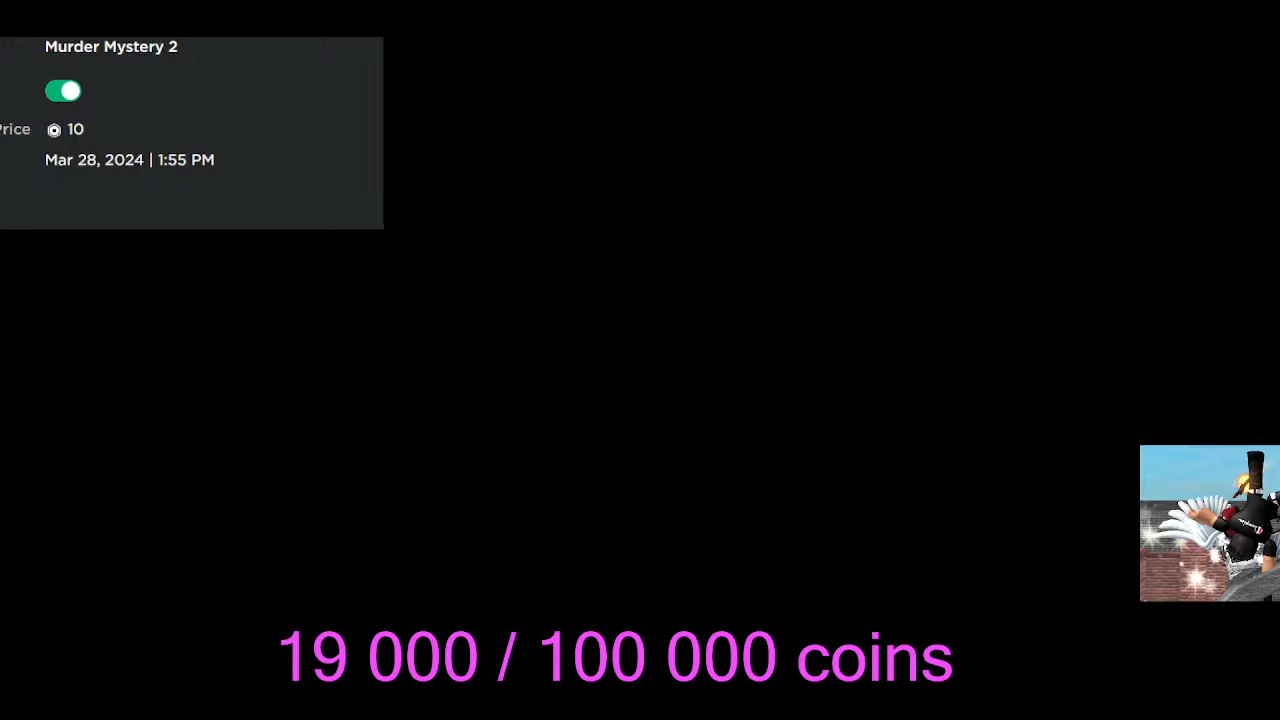 Murder Mystery 2
Price 10
Mar 28, 2024 | 1:55 PM
19 000 / 100 000 coins